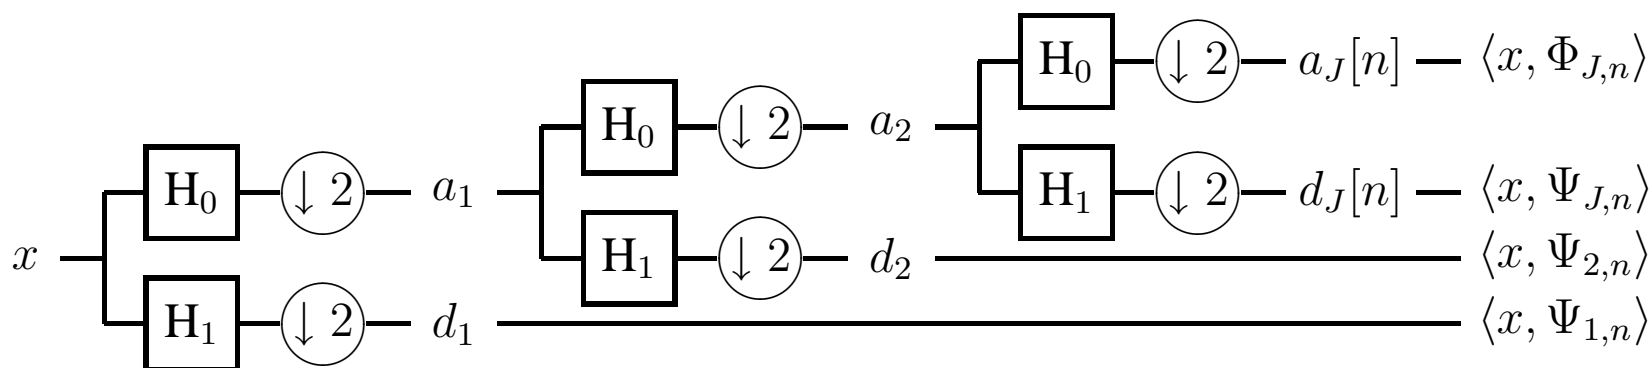 H₀ ↓ 2 a_J[n] ⟨x, Φ_{J,n}⟩
H₀ ↓ 2 a₂
H₀ ↓ 2 a₁ H₁ ↓ 2 d_J[n] ⟨x, Ψ_{J,n}⟩
x H₁ ↓ 2 d₂ ⟨x, Ψ_{2,n}⟩
H₁ ↓ 2 d₁ ⟨x, Ψ_{1,n}⟩